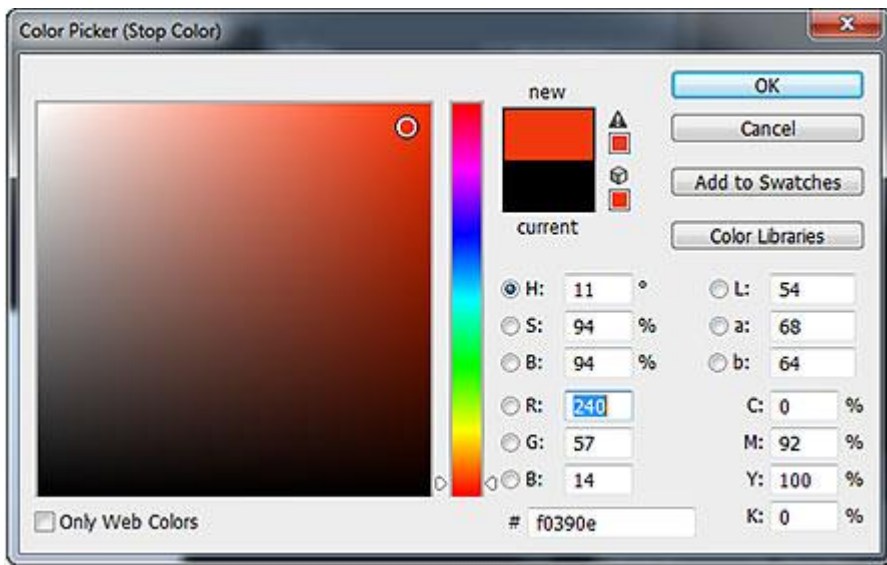 Color Picker (Stop Color)
new
current
OK
Cancel
Add to Swatches
Color Libraries
H: 11 °
S: 94 %
B: 94 %
R: 240
G: 57
B: 14
# f0390e
L: 54
a: 68
b: 64
C: 0 %
M: 92 %
Y: 100 %
K: 0 %
Only Web Colors